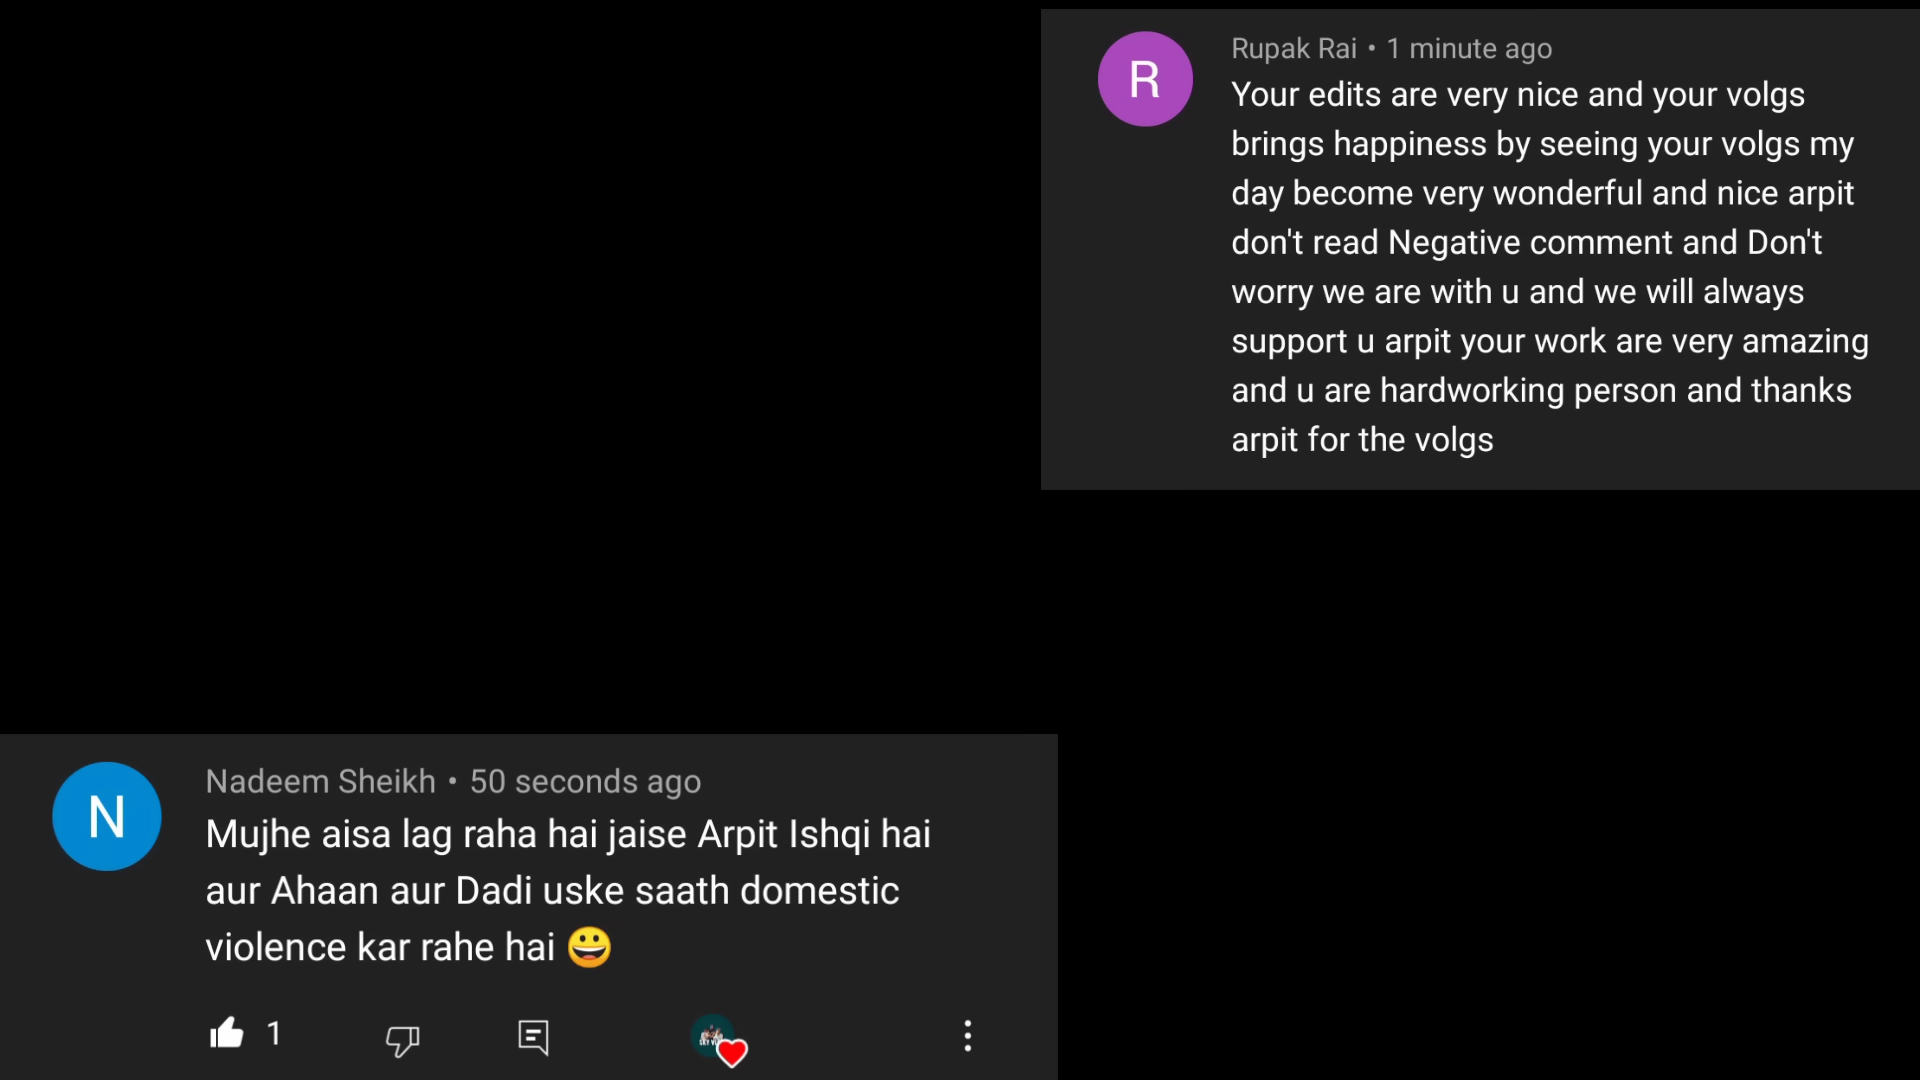 R
Rupak Rai • 1 minute ago
Your edits are very nice and your volgs
brings happiness by seeing your volgs my
day become very wonderful and nice arpit
don't read Negative comment and Don't
worry we are with u and we will always
support u arpit your work are very amazing
and u are hardworking person and thanks
arpit for the volgs
N
Nadeem Sheikh • 50 seconds ago
Mujhe aisa lag raha hai jaise Arpit Ishqi hai
aur Ahaan aur Dadi uske saath domestic
violence kar rahe hai 😀
1